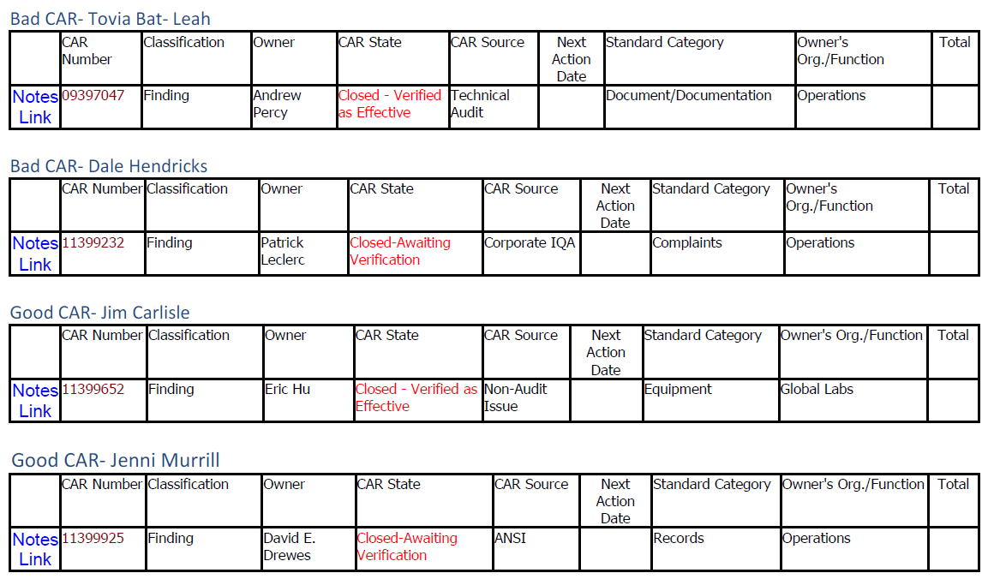 Bad CAR- Tovia Bat- Leah
CAR Number Classification Owner CAR State CAR Source Next Action Date Standard Category Owner's Org./Function Total
Notes Link 09397047 Finding Andrew Percy Closed - Verified as Effective Technical Audit Document/Documentation Operations
Bad CAR- Dale Hendricks
CAR Number Classification Owner CAR State CAR Source Next Action Date Standard Category Owner's Org./Function Total
Notes Link 11399232 Finding Patrick Leclerc Closed-Awaiting Verification Corporate IQA Complaints Operations
Good CAR- Jim Carlisle
CAR Number Classification Owner CAR State CAR Source Next Action Date Standard Category Owner's Org./Function Total
Notes Link 11399652 Finding Eric Hu Closed - Verified as Effective Non-Audit Issue Equipment Global Labs
Good CAR- Jenni Murrill
CAR Number Classification Owner CAR State CAR Source Next Action Date Standard Category Owner's Org./Function Total
Notes Link 11399925 Finding David E. Drewes Closed-Awaiting Verification ANSI Records Operations